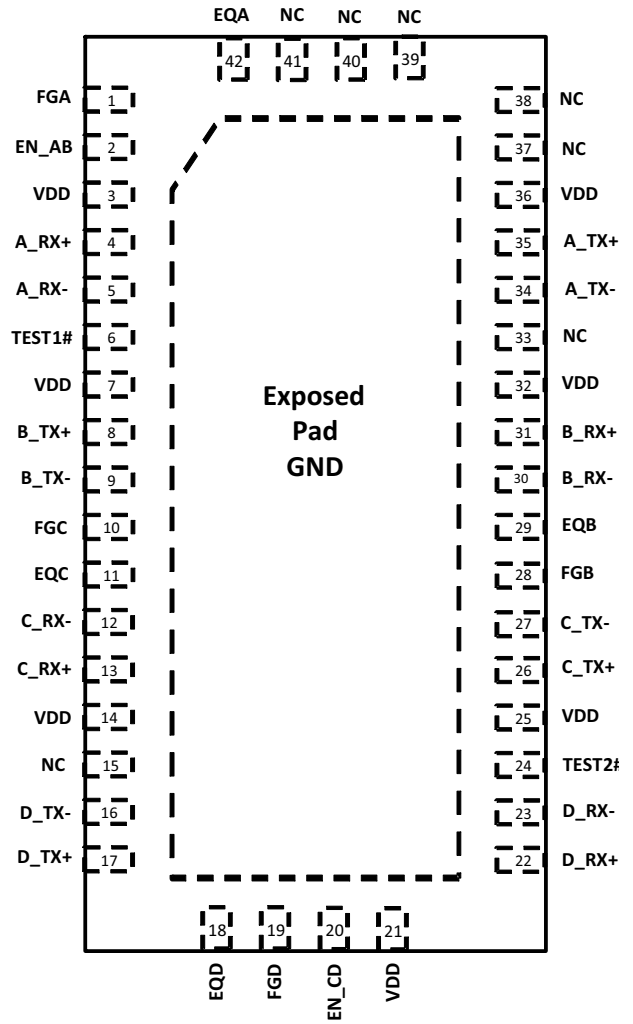 EQA NC NC NC
42 41 40 39
FGA 1 38 NC
EN_AB 2 37 NC
VDD 3 36 VDD
A_RX+ 4 35 A_TX+
A_RX- 5 34 A_TX-
TEST1# 6 33 NC
VDD 7 32 VDD
Exposed
Pad
GND
B_TX+ 8 31 B_RX+
B_TX- 9 30 B_RX-
FGC 10 29 EQB
EQC 11 28 FGB
C_RX- 12 27 C_TX-
C_RX+ 13 26 C_TX+
VDD 14 25 VDD
NC 15 24 TEST2#
D_TX- 16 23 D_RX-
D_TX+ 17 22 D_RX+
18 19 20 21
EQD FGD EN_CD VDD